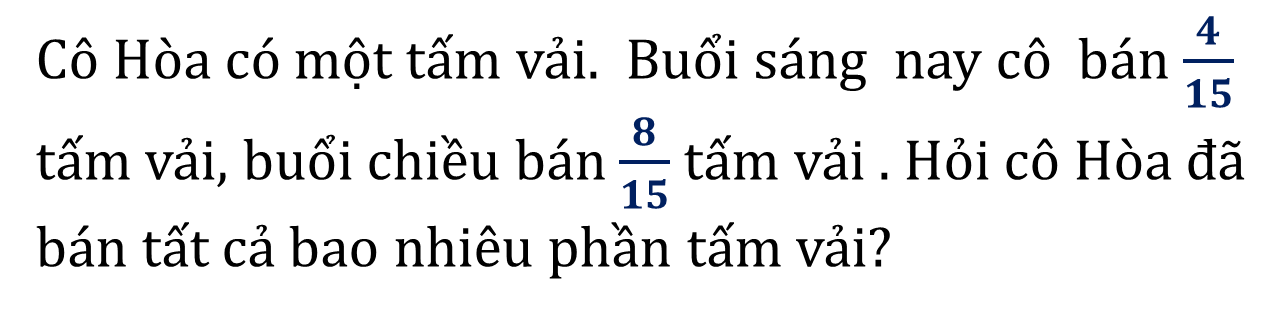 Cô Hòa có một tấm vải. Buổi sáng nay cô bán 4/15
tấm vải, buổi chiều bán 8/15 tấm vải . Hỏi cô Hòa đã
bán tất cả bao nhiêu phần tấm vải?